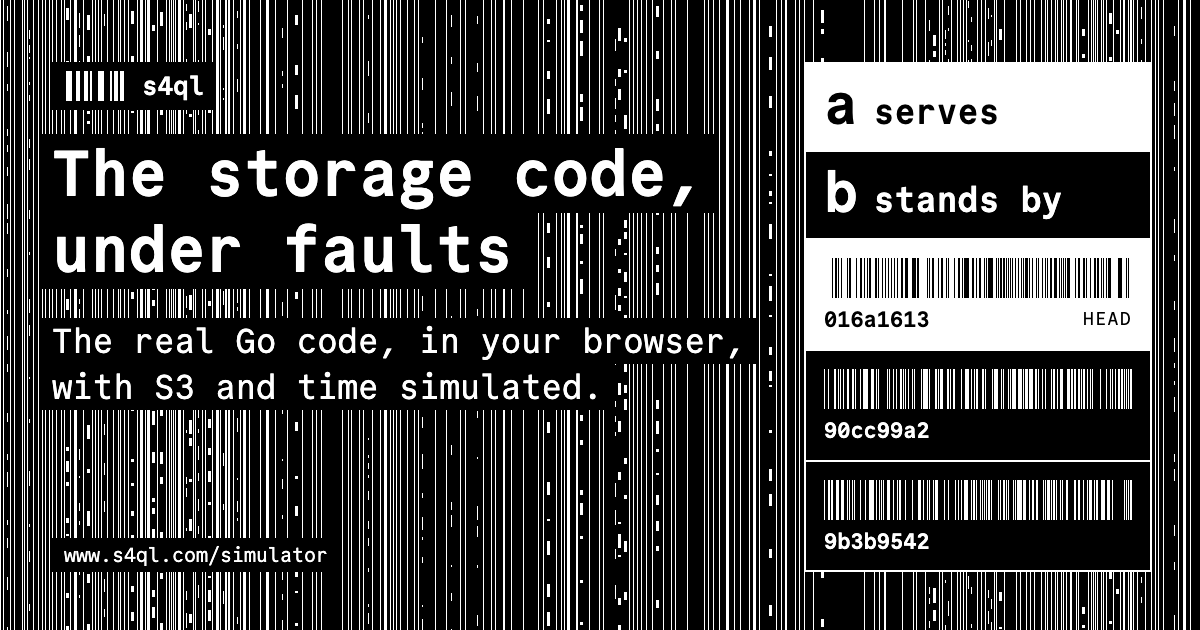 s4ql
The storage code,
under faults
The real Go code, in your browser,
with S3 and time simulated.
www.s4ql.com/simulator
a serves
b stands by
016a1613 HEAD
90cc99a2
9b3b9542